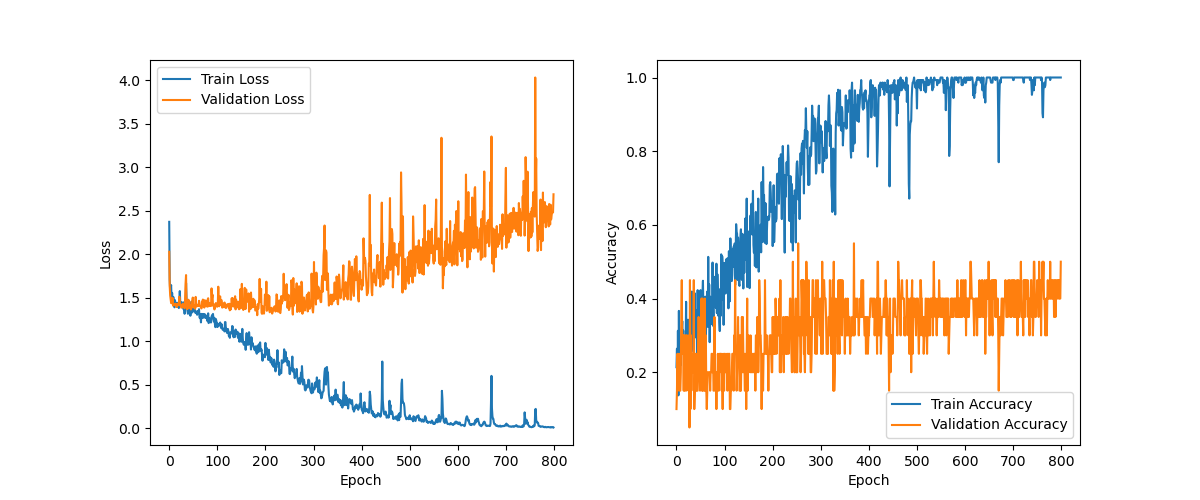 Train Loss
Validation Loss
4.0
3.5
3.0
2.5
2.0
1.5
1.0
0.5
0.0
Loss
0 100 200 300 400 500 600 700 800
Epoch
1.0
0.8
0.6
0.4
0.2
Accuracy
Train Accuracy
Validation Accuracy
0 100 200 300 400 500 600 700 800
Epoch